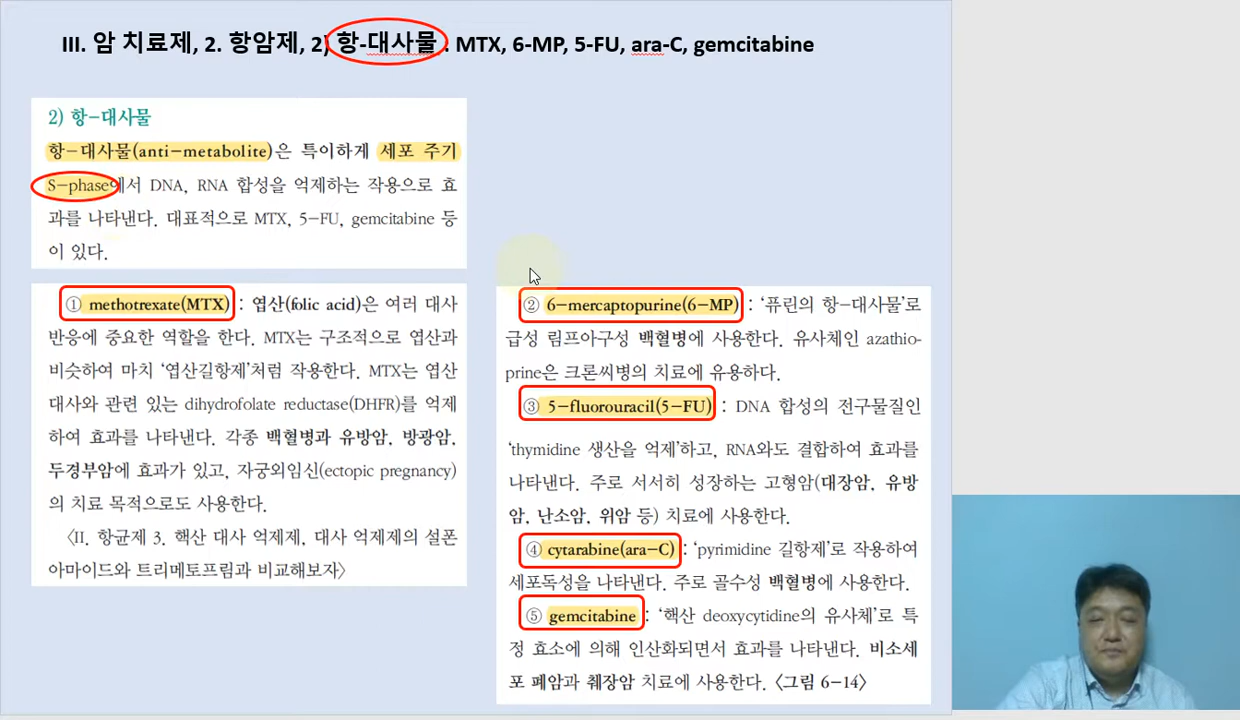 III. 암 치료제, 2. 항암제, 2) 항-대사물 : MTX, 6-MP, 5-FU, ara-C, gemcitabine
2) 항-대사물
항-대사물(anti-metabolite)은 특이하게 세포 주기
S-phase에서 DNA, RNA 합성을 억제하는 작용으로 효
과를 나타낸다. 대표적으로 MTX, 5-FU, gemcitabine 등
이 있다.
① methotrexate(MTX) : 엽산(folic acid)은 여러 대사
반응에 중요한 역할을 한다. MTX는 구조적으로 엽산과
비슷하여 마치 ‘엽산길항제’처럼 작용한다. MTX는 엽산
대사와 관련 있는 dihydrofolate reductase(DHFR)를 억제
하여 효과를 나타낸다. 각종 백혈병과 유방암, 방광암,
두경부암에 효과가 있고, 자궁외임신(ectopic pregnancy)
의 치료 목적으로도 사용한다.
〈II. 항균제 3. 핵산 대사 억제제, 대사 억제제의 설폰
아마이드와 트리메토프림과 비교해보자〉
② 6-mercaptopurine(6-MP) : ‘퓨린의 항-대사물’로
급성 림프아구성 백혈병에 사용한다. 유사체인 azathio-
prine은 크론씨병의 치료에 유용하다.
③ 5-fluorouracil(5-FU) : DNA 합성의 전구물질인
‘thymidine 생산을 억제’하고, RNA와도 결합하여 효과를
나타낸다. 주로 서서히 성장하는 고형암(대장암, 유방
암, 난소암, 위암 등) 치료에 사용한다.
④ cytarabine(ara-C) : ‘pyrimidine 길항제’로 작용하여
세포독성을 나타낸다. 주로 골수성 백혈병에 사용한다.
⑤ gemcitabine : ‘핵산 deoxycytidine의 유사체’로 특
정 효소에 의해 인산화되면서 효과를 나타낸다. 비소세
포 폐암과 췌장암 치료에 사용한다. 〈그림 6-14〉